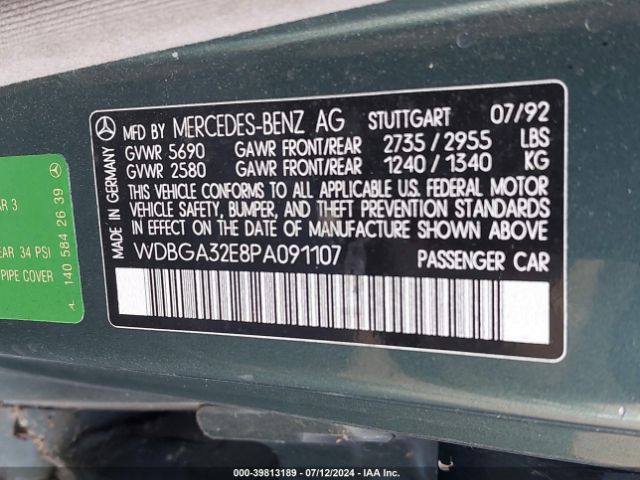 MADE IN GERMANY
MFD BY MERCEDES-BENZ AG STUTTGART 07/92
GVWR 5690 GAWR FRONT/REAR 2735 / 2955 LBS
GVWR 2580 GAWR FRONT/REAR 1240 / 1340 KG
THIS VEHICLE CONFORMS TO ALL APPLICABLE U.S. FEDERAL MOTOR
VEHICLE SAFETY, BUMPER, AND THEFT PREVENTION STANDARDS
IN EFFECT ON THE DATE OF MANUFACTURE SHOWN ABOVE.
WDBGA32E8PA091107 PASSENGER CAR
AR 3
EAR 34 PSI
PIPE COVER
A 140 584 26 39
000-39813189 - 07/12/2024 - IAA Inc.